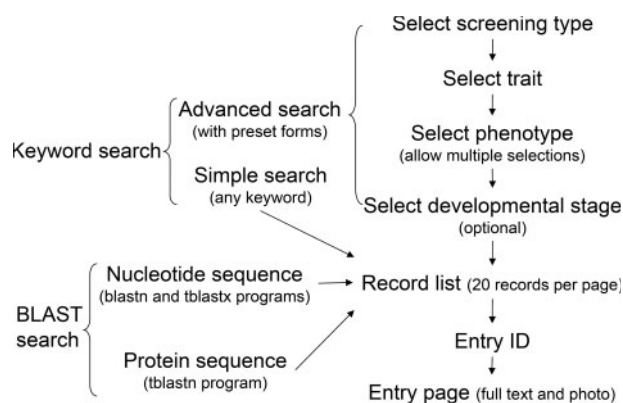 Select screening type
Select trait
Advanced search
(with preset forms)
Select phenotype
(allow multiple selections)
Keyword search
Simple search
(any keyword)
Select developmental stage
(optional)
Nucleotide sequence
(blastn and tblastx programs)
Record list (20 records per page)
BLAST
search
Entry ID
Protein sequence
(tblastn program)
Entry page (full text and photo)